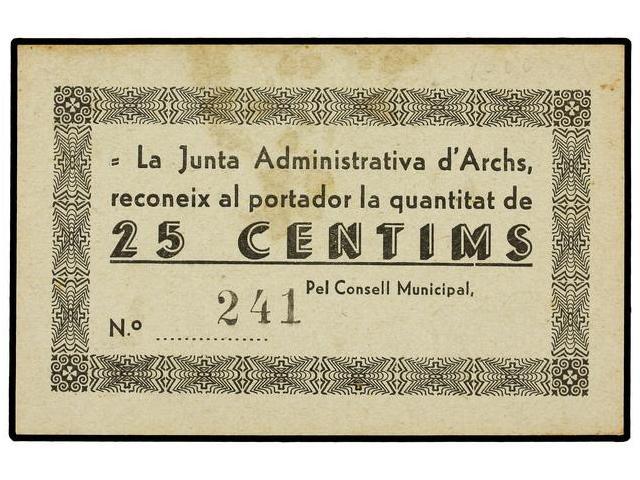 = La Junta Administrativa d'Archs,
reconeix al portador la quantitat de
25 CENTIMS
Pel Consell Municipal,
N.º 241